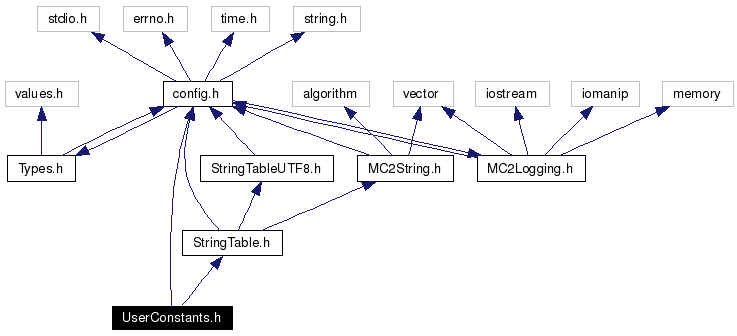 stdio.h
errno.h
time.h
string.h
values.h
config.h
algorithm
vector
iostream
iomanip
memory
Types.h
StringTableUTF8.h
MC2String.h
MC2Logging.h
StringTable.h
UserConstants.h